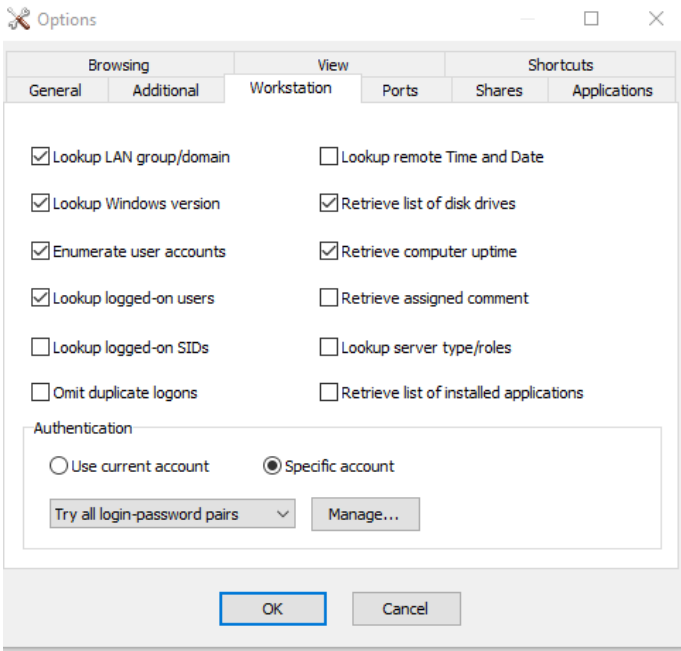 Options
Browsing View Shortcuts
General Additional Workstation Ports Shares Applications
Lookup LAN group/domain Lookup remote Time and Date
Lookup Windows version Retrieve list of disk drives
Enumerate user accounts Retrieve computer uptime
Lookup logged-on users Retrieve assigned comment
Lookup logged-on SIDs Lookup server type/roles
Omit duplicate logons Retrieve list of installed applications
Authentication
Use current account Specific account
Try all login-password pairs Manage...
OK Cancel